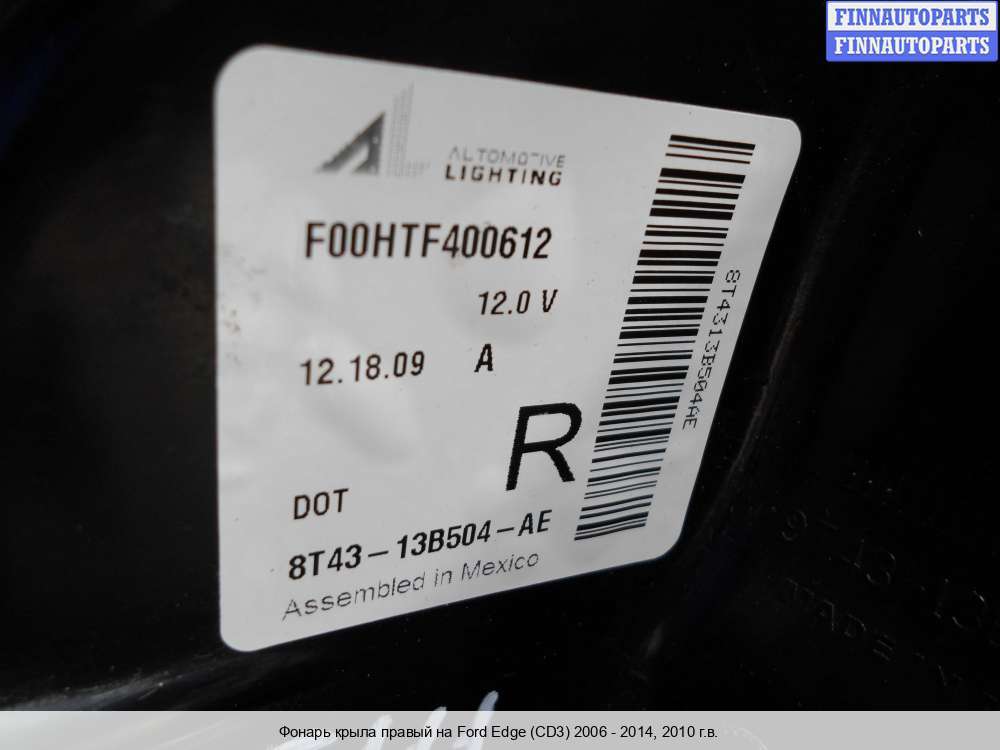 FINNAUTOPARTS
FINNAUTOPARTS
AUTOMOTIVE
LIGHTING
F00HTF400612
12.0 V
12.18.09 A
R
DOT
8T43-13B504-AE
Assembled in Mexico
8T4313B504AE
Фонарь крыла правый на Ford Edge (CD3) 2006 - 2014, 2010 г.в.